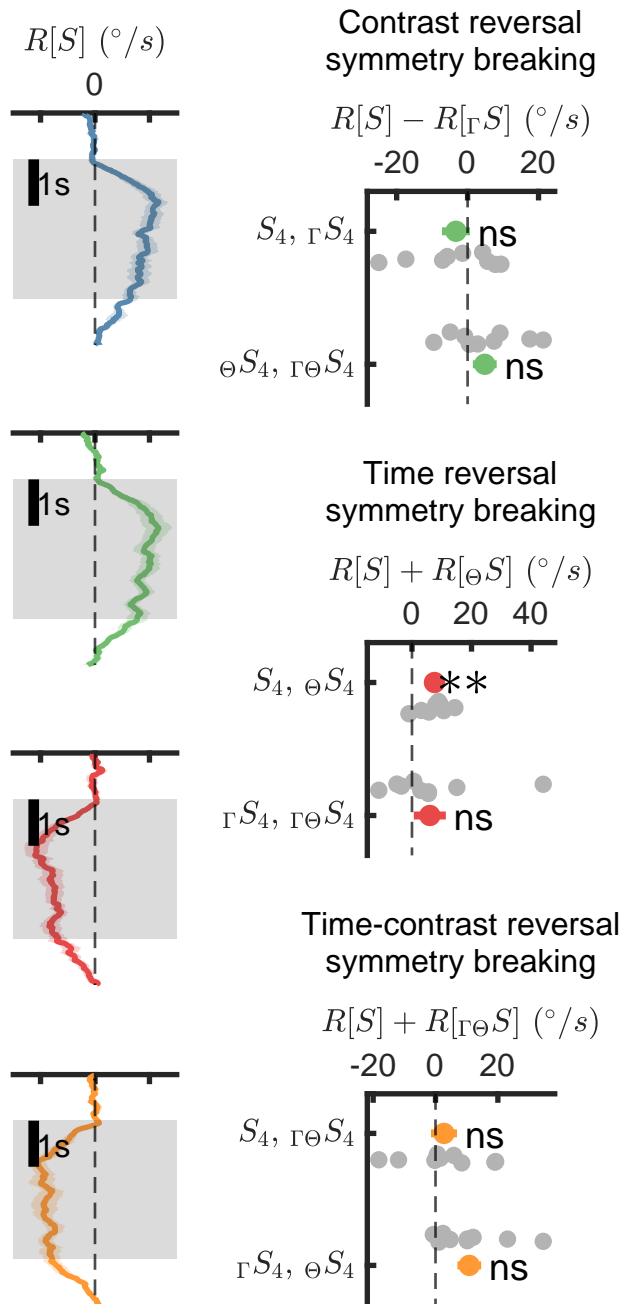 R[S] (°/s)
0
1s
1s
1s
1s
Contrast reversal
symmetry breaking
R[S] − R[ΓS] (°/s)
-20 0 20
S4, ΓS4 ns
ΘS4, ΓΘS4 ns
Time reversal
symmetry breaking
R[S] + R[ΘS] (°/s)
0 20 40
S4, ΘS4 **
ΓS4, ΓΘS4 ns
Time-contrast reversal
symmetry breaking
R[S] + R[ΓΘS] (°/s)
-20 0 20
S4, ΓΘS4 ns
ΓS4, ΘS4 ns